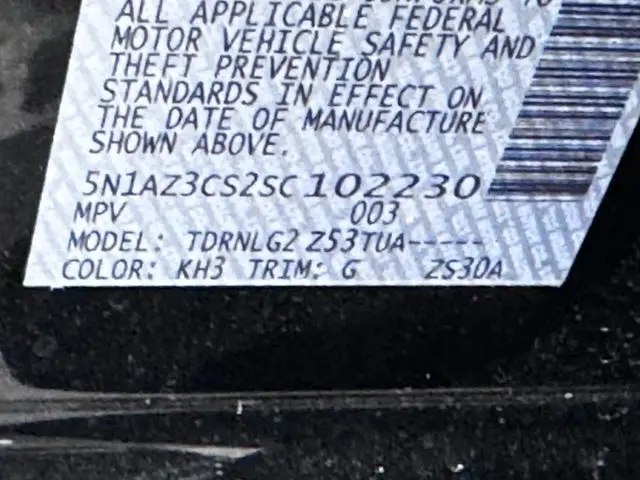 ALL APPLICABLE FEDERAL
MOTOR VEHICLE SAFETY AND
THEFT PREVENTION
STANDARDS IN EFFECT ON
THE DATE OF MANUFACTURE
SHOWN ABOVE.
5N1AZ3CS2SC102230
MPV 003
MODEL: TDRNLG2 Z53TUA-----
COLOR: KH3 TRIM: G ZS30A